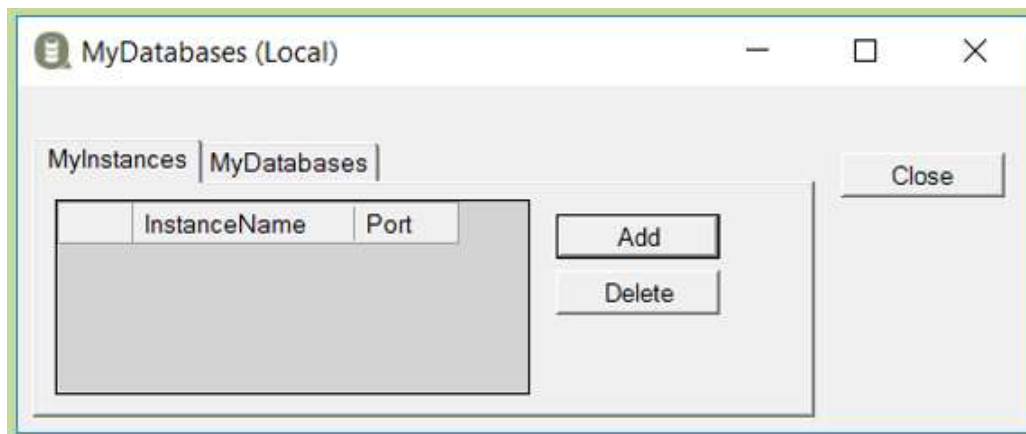 MyDatabases (Local)
MyInstances MyDatabases
Close
InstanceName Port
Add
Delete